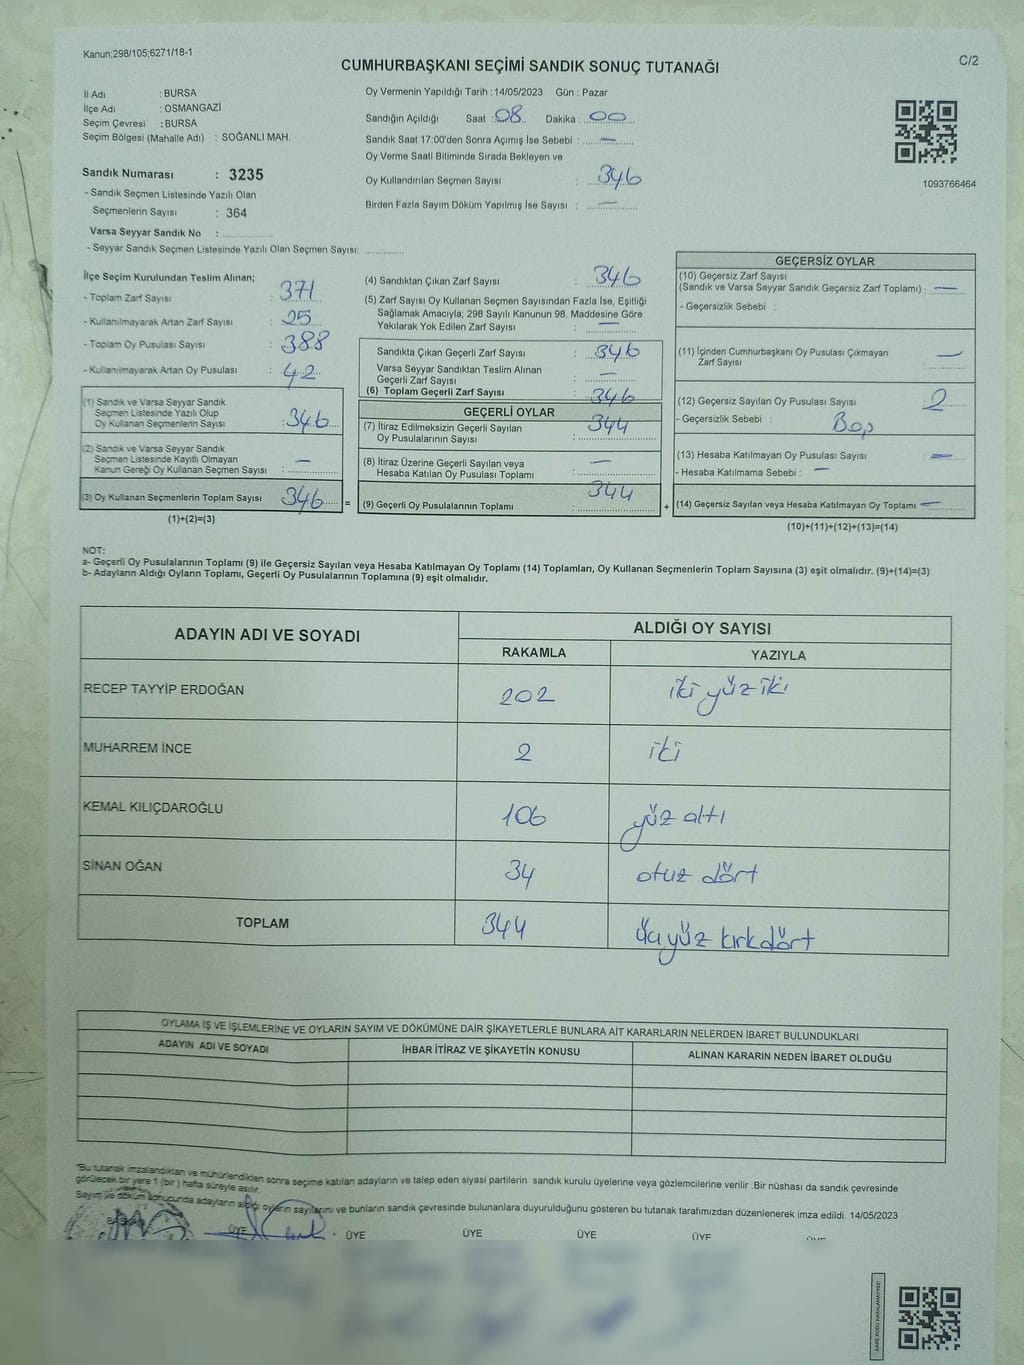 Kanun;298/105;6271/18-1
C/2
CUMHURBAŞKANI SEÇİMİ SANDIK SONUÇ TUTANAĞI
İl Adı : BURSA
İlçe Adı : OSMANGAZİ
Seçim Çevresi : BURSA
Seçim Bölgesi (Mahalle Adı) : SOĞANLI MAH.
Oy Vermenin Yapıldığı Tarih : 14/05/2023 Gün : Pazar
Sandığın Açıldığı Saat : 08 Dakika : 00
Sandık Saat 17:00'den Sonra Açımış İse Sebebi : —
Oy Verme Saati Bitiminde Sırada Bekleyen ve
Oy Kullandırılan Seçmen Sayısı : 346
Birden Fazla Sayım Döküm Yapılmış İse Sayısı : —
1093766464
Sandık Numarası : 3235
- Sandık Seçmen Listesinde Yazılı Olan
Seçmenlerin Sayısı : 364
Varsa Seyyar Sandık No :
- Seyyar Sandık Seçmen Listesinde Yazılı Olan Seçmen Sayısı:
İlçe Seçim Kurulundan Teslim Alınan;
- Toplam Zarf Sayısı : 371
- Kullanılmayarak Artan Zarf Sayısı : 25
- Toplam Oy Pusulası Sayısı : 388
- Kullanılmayarak Artan Oy Pusulası : 42
(1) Sandık ve Varsa Seyyar Sandık
Seçmen Listesinde Yazılı Olup
Oy Kullanan Seçmenlerin Sayısı : 346
(2) Sandık ve Varsa Seyyar Sandık
Seçmen Listesinde Kayıtlı Olmayan
Kanun Gereği Oy Kullanan Seçmen Sayısı : —
(3) Oy Kullanan Seçmenlerin Toplam Sayısı 346 =
(1)+(2)=(3)
(4) Sandıktan Çıkan Zarf Sayısı : 346
(5) Zarf Sayısı Oy Kullanan Seçmen Sayısından Fazla İse, Eşitliği
Sağlamak Amacıyla; 298 Sayılı Kanunun 98. Maddesine Göre
Yakılarak Yok Edilen Zarf Sayısı : —
Sandıkta Çıkan Geçerli Zarf Sayısı : 346
Varsa Seyyar Sandıktan Teslim Alınan
Geçerli Zarf Sayısı : —
(6) Toplam Geçerli Zarf Sayısı : 346
GEÇERLİ OYLAR
(7) İtiraz Edilmeksizin Geçerli Sayılan
Oy Pusulalarının Sayısı : 344
(8) İtiraz Üzerine Geçerli Sayılan veya
Hesaba Katılan Oy Pusulası Toplamı : —
(9) Geçerli Oy Pusulalarının Toplamı : 344 +
GEÇERSİZ OYLAR
(10) Geçersiz Zarf Sayısı
(Sandık ve Varsa Seyyar Sandık Geçersiz Zarf Toplamı) : —
- Geçersizlik Sebebi :
(11) İçinden Cumhurbaşkanı Oy Pusulası Çıkmayan
Zarf Sayısı : —
(12) Geçersiz Sayılan Oy Pusulası Sayısı : 2
- Geçersizlik Sebebi : Boş
(13) Hesaba Katılmayan Oy Pusulası Sayısı : —
- Hesaba Katılmama Sebebi : —
(14) Geçersiz Sayılan veya Hesaba Katılmayan Oy Toplamı —
(10)+(11)+(12)+(13)=(14)
NOT:
a- Geçerli Oy Pusulalarının Toplamı (9) ile Geçersiz Sayılan veya Hesaba Katılmayan Oy Toplamı (14) Toplamları, Oy Kullanan Seçmenlerin Toplam Sayısına (3) eşit olmalıdır. (9)+(14)=(3)
b- Adayların Aldığı Oyların Toplamı, Geçerli Oy Pusulalarının Toplamına (9) eşit olmalıdır.
ADAYIN ADI VE SOYADI ALDIĞI OY SAYISI
RAKAMLA YAZIYLA
RECEP TAYYİP ERDOĞAN 202 iki yüz iki
MUHARREM İNCE 2 iki
KEMAL KILIÇDAROĞLU 106 yüz altı
SİNAN OĞAN 34 otuz dört
TOPLAM 344 üçyüz kırkdört
OYLAMA İŞ VE İŞLEMLERİNE VE OYLARIN SAYIM VE DÖKÜMÜNE DAİR ŞİKAYETLERLE BUNLARA AİT KARARLARIN NELERDEN İBARET BULUNDUKLARI
ADAYIN ADI VE SOYADI İHBAR İTİRAZ VE ŞİKAYETİN KONUSU ALINAN KARARIN NEDEN İBARET OLDUĞU
"Bu tutanak imzalandıktan ve mühürlendikten sonra seçime katılan adayların ve talep eden siyasi partilerin sandık kurulu üyelerine veya gözlemcilerine verilir .Bir nüshası da sandık çevresinde
görülecek bir yere 1 (bir ) hafta süreyle asılır.
Sayım ve döküm sonucunda adayların aldığı oyların sayılarını ve bunların sandık çevresinde bulunanlara duyurulduğunu gösteren bu tutanak tarafımızdan düzenlenerek imza edildi. 14/05/2023
BAŞKAN ÜYE ÜYE ÜYE ÜYE ÜYE